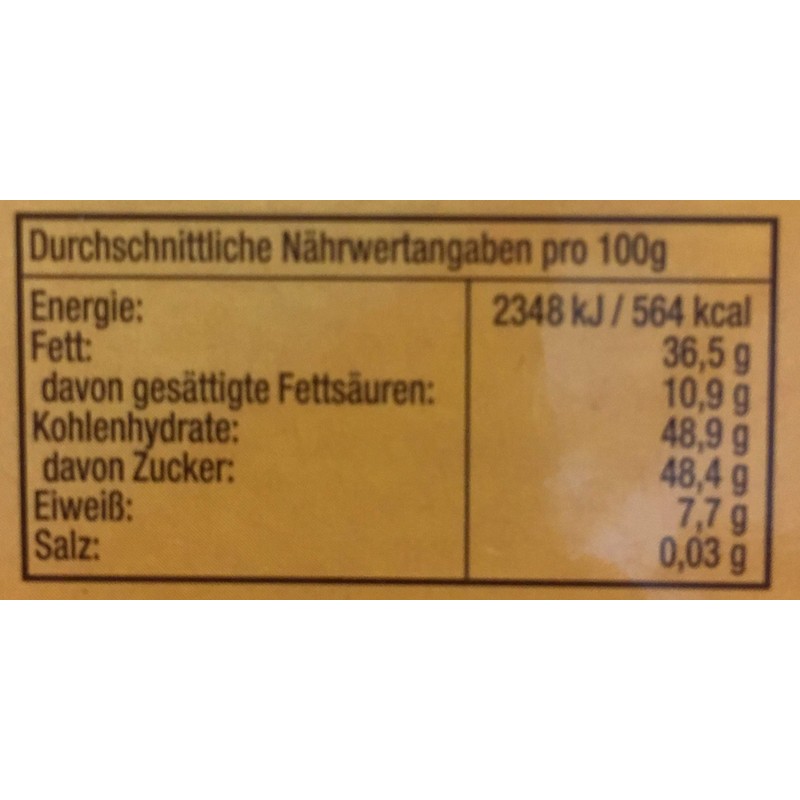 Durchschnittliche Nährwertangaben pro 100g
Energie: 2348 kJ / 564 kcal
Fett: 36,5 g
davon gesättigte Fettsäuren: 10,9 g
Kohlenhydrate: 48,9 g
davon Zucker: 48,4 g
Eiweiß: 7,7 g
Salz: 0,03 g